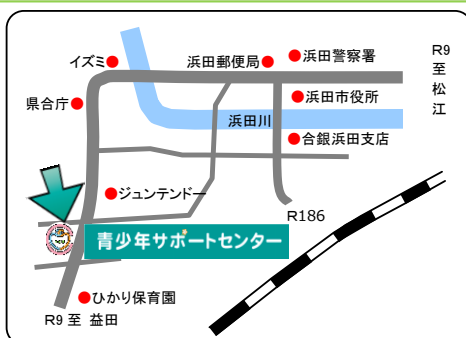 イズミ
浜田郵便局
浜田警察署
R9
至
松
江
県合庁
浜田市役所
浜田川
合銀浜田支店
ジュンテンドー
R186
青少年サポートセンター
ひかり保育園
R9 至 益田